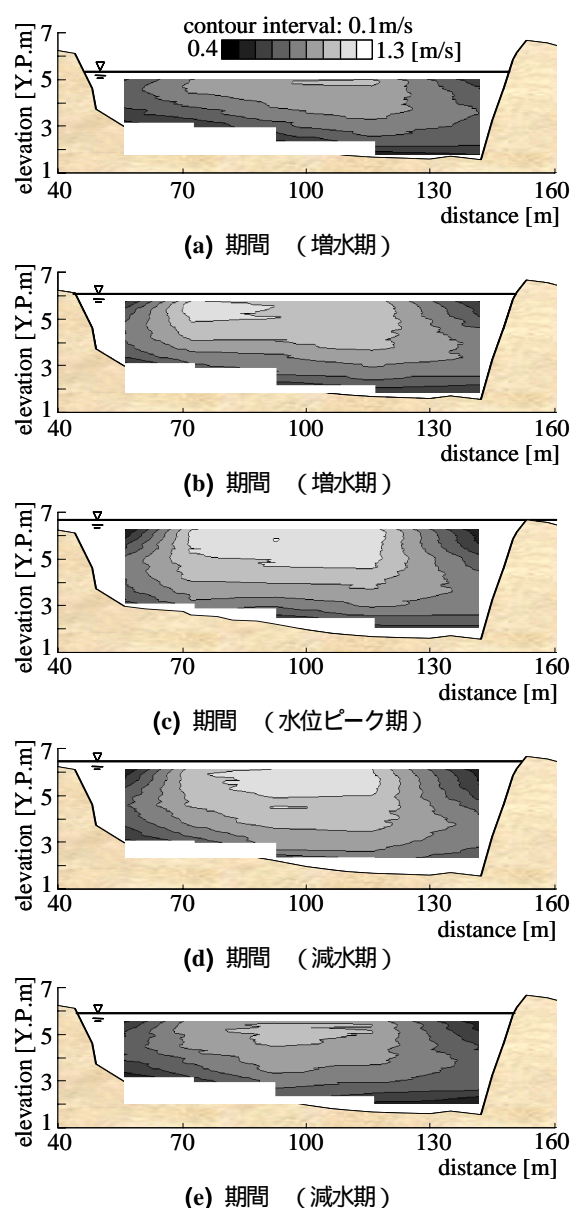 contour interval: 0.1m/s
0.4 1.3 [m/s]
elevation [Y.P.m]
7
5
3
1
40 70 100 130 160
distance [m]
(a) 期間 （増水期）
elevation [Y.P.m]
7
5
3
1
40 70 100 130 160
distance [m]
(b) 期間 （増水期）
elevation [Y.P.m]
7
5
3
1
40 70 100 130 160
distance [m]
(c) 期間 （水位ピーク期）
elevation [Y.P.m]
7
5
3
1
40 70 100 130 160
distance [m]
(d) 期間 （減水期）
elevation [Y.P.m]
7
5
3
1
40 70 100 130 160
distance [m]
(e) 期間 （減水期）